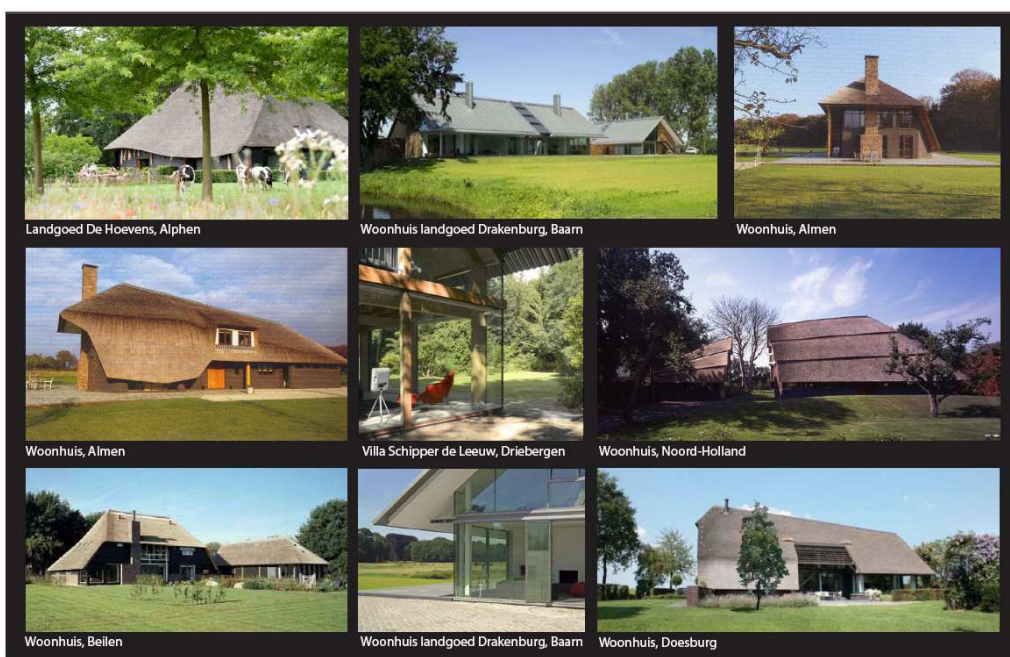 Landgoed De Hoevens, Alphen
Woonhuis landgoed Drakenburg, Baarn
Woonhuis, Almen
Woonhuis, Almen
Villa Schipper de Leeuw, Driebergen
Woonhuis, Noord-Holland
Woonhuis, Beilen
Woonhuis landgoed Drakenburg, Baarn
Woonhuis, Doesburg